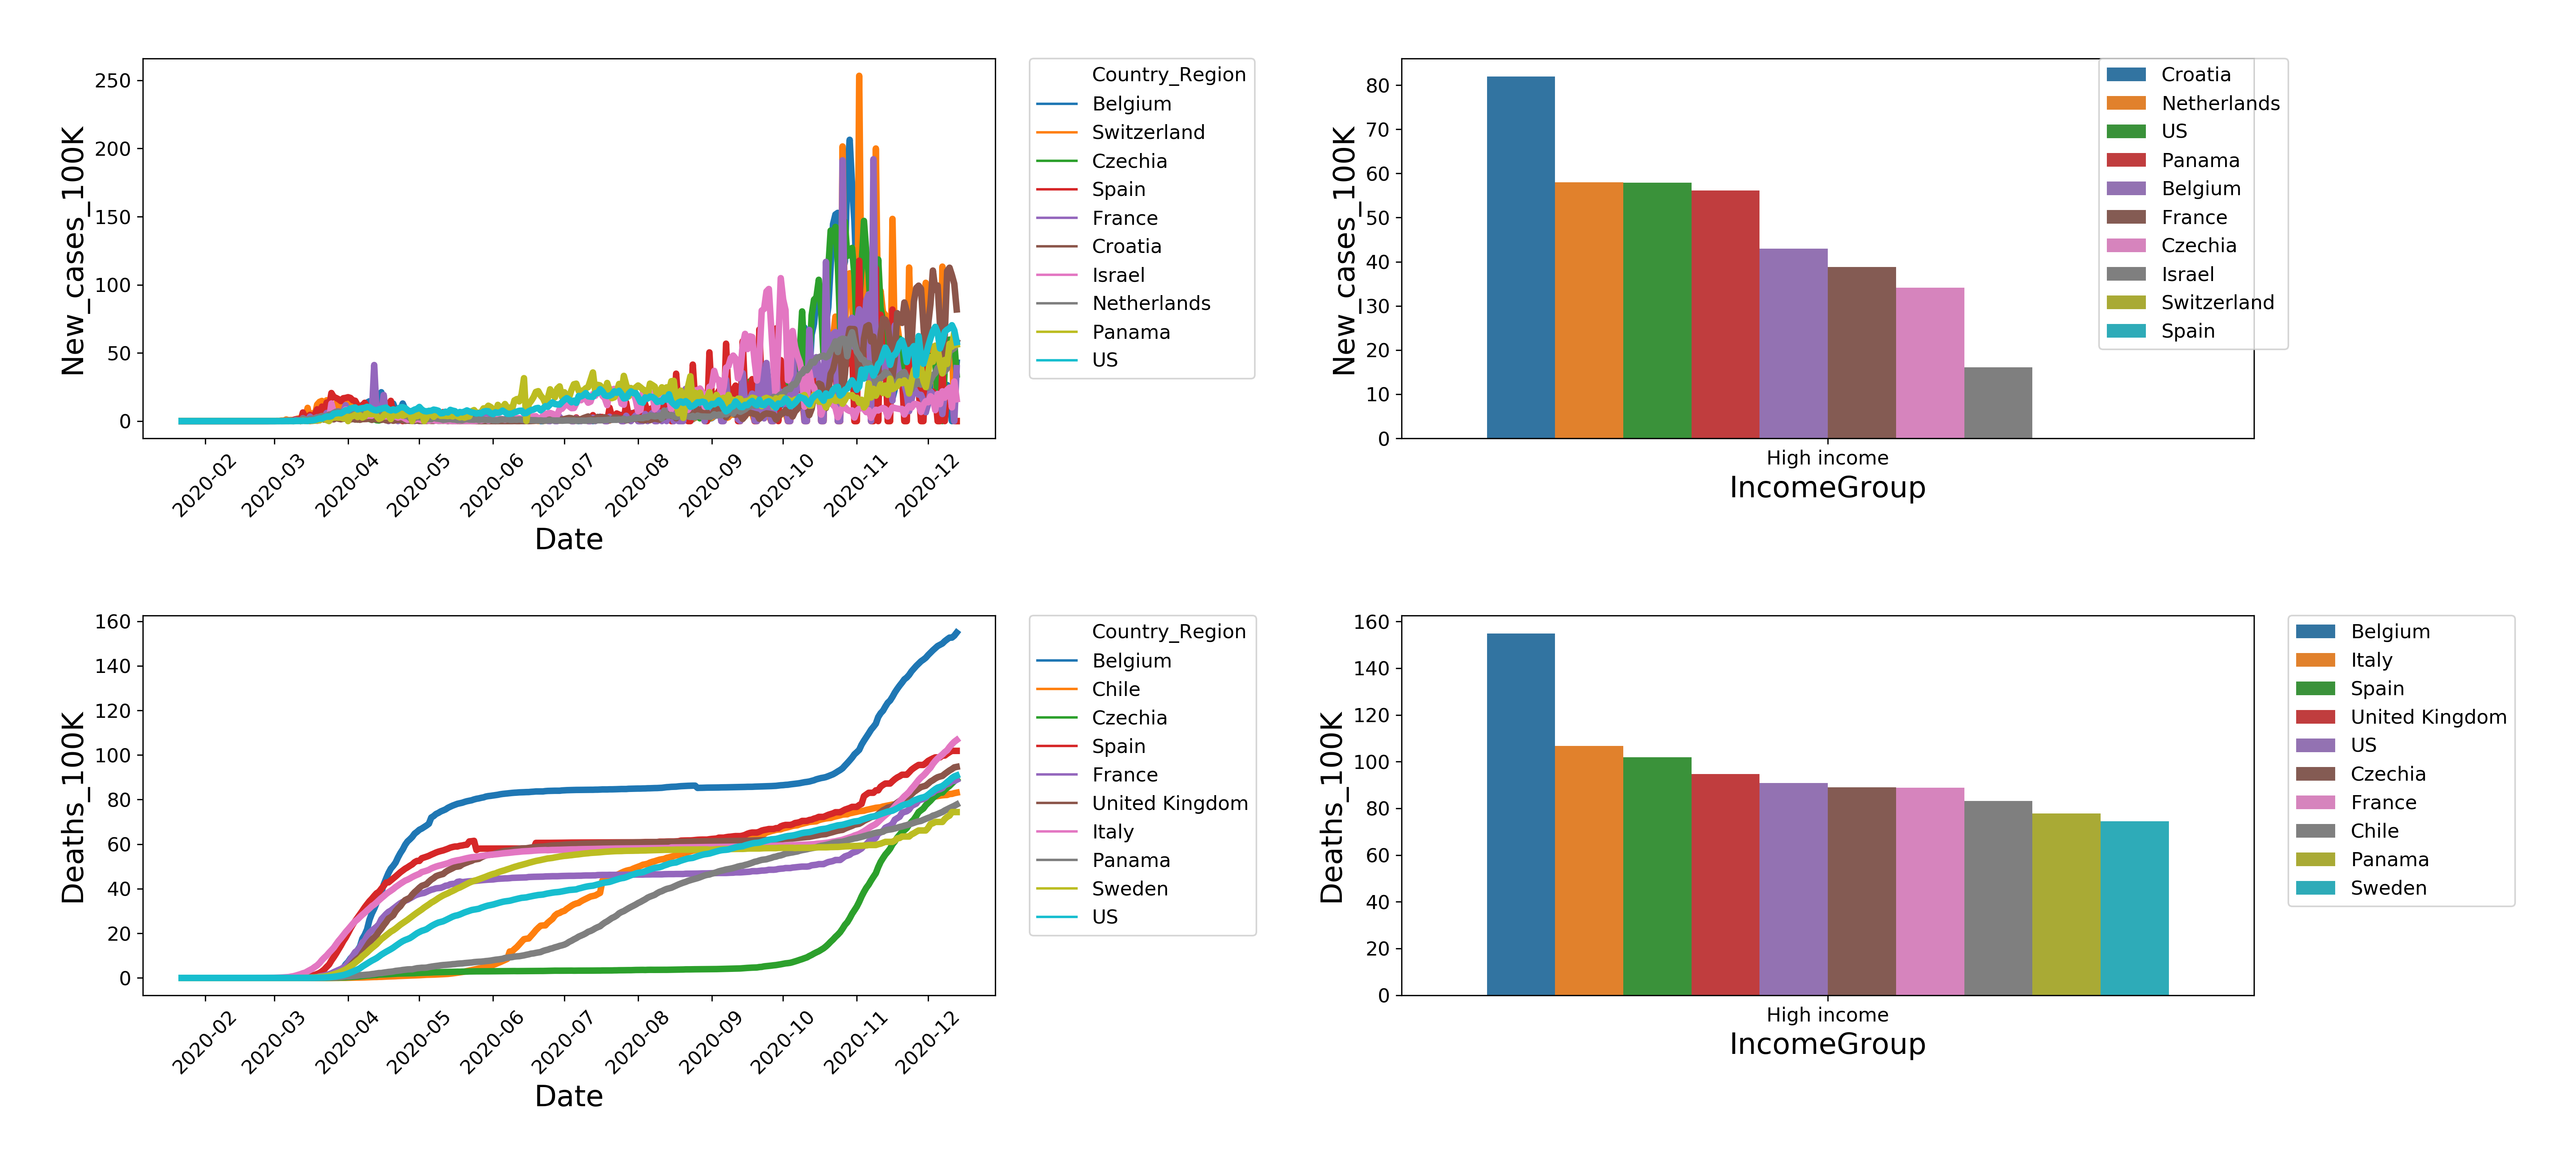 New_cases_100K
250
200
150
100
50
0
2020-02
2020-03
2020-04
2020-05
2020-06
2020-07
2020-08
2020-09
2020-10
2020-11
2020-12
Date
Country_Region
Belgium
Switzerland
Czechia
Spain
France
Croatia
Israel
Netherlands
Panama
US
New_cases_100K
80
70
60
50
40
30
20
10
0
High income
IncomeGroup
Croatia
Netherlands
US
Panama
Belgium
France
Czechia
Israel
Switzerland
Spain
Deaths_100K
160
140
120
100
80
60
40
20
0
2020-02
2020-03
2020-04
2020-05
2020-06
2020-07
2020-08
2020-09
2020-10
2020-11
2020-12
Date
Country_Region
Belgium
Chile
Czechia
Spain
France
United Kingdom
Italy
Panama
Sweden
US
Deaths_100K
160
140
120
100
80
60
40
20
0
High income
IncomeGroup
Belgium
Italy
Spain
United Kingdom
US
Czechia
France
Chile
Panama
Sweden